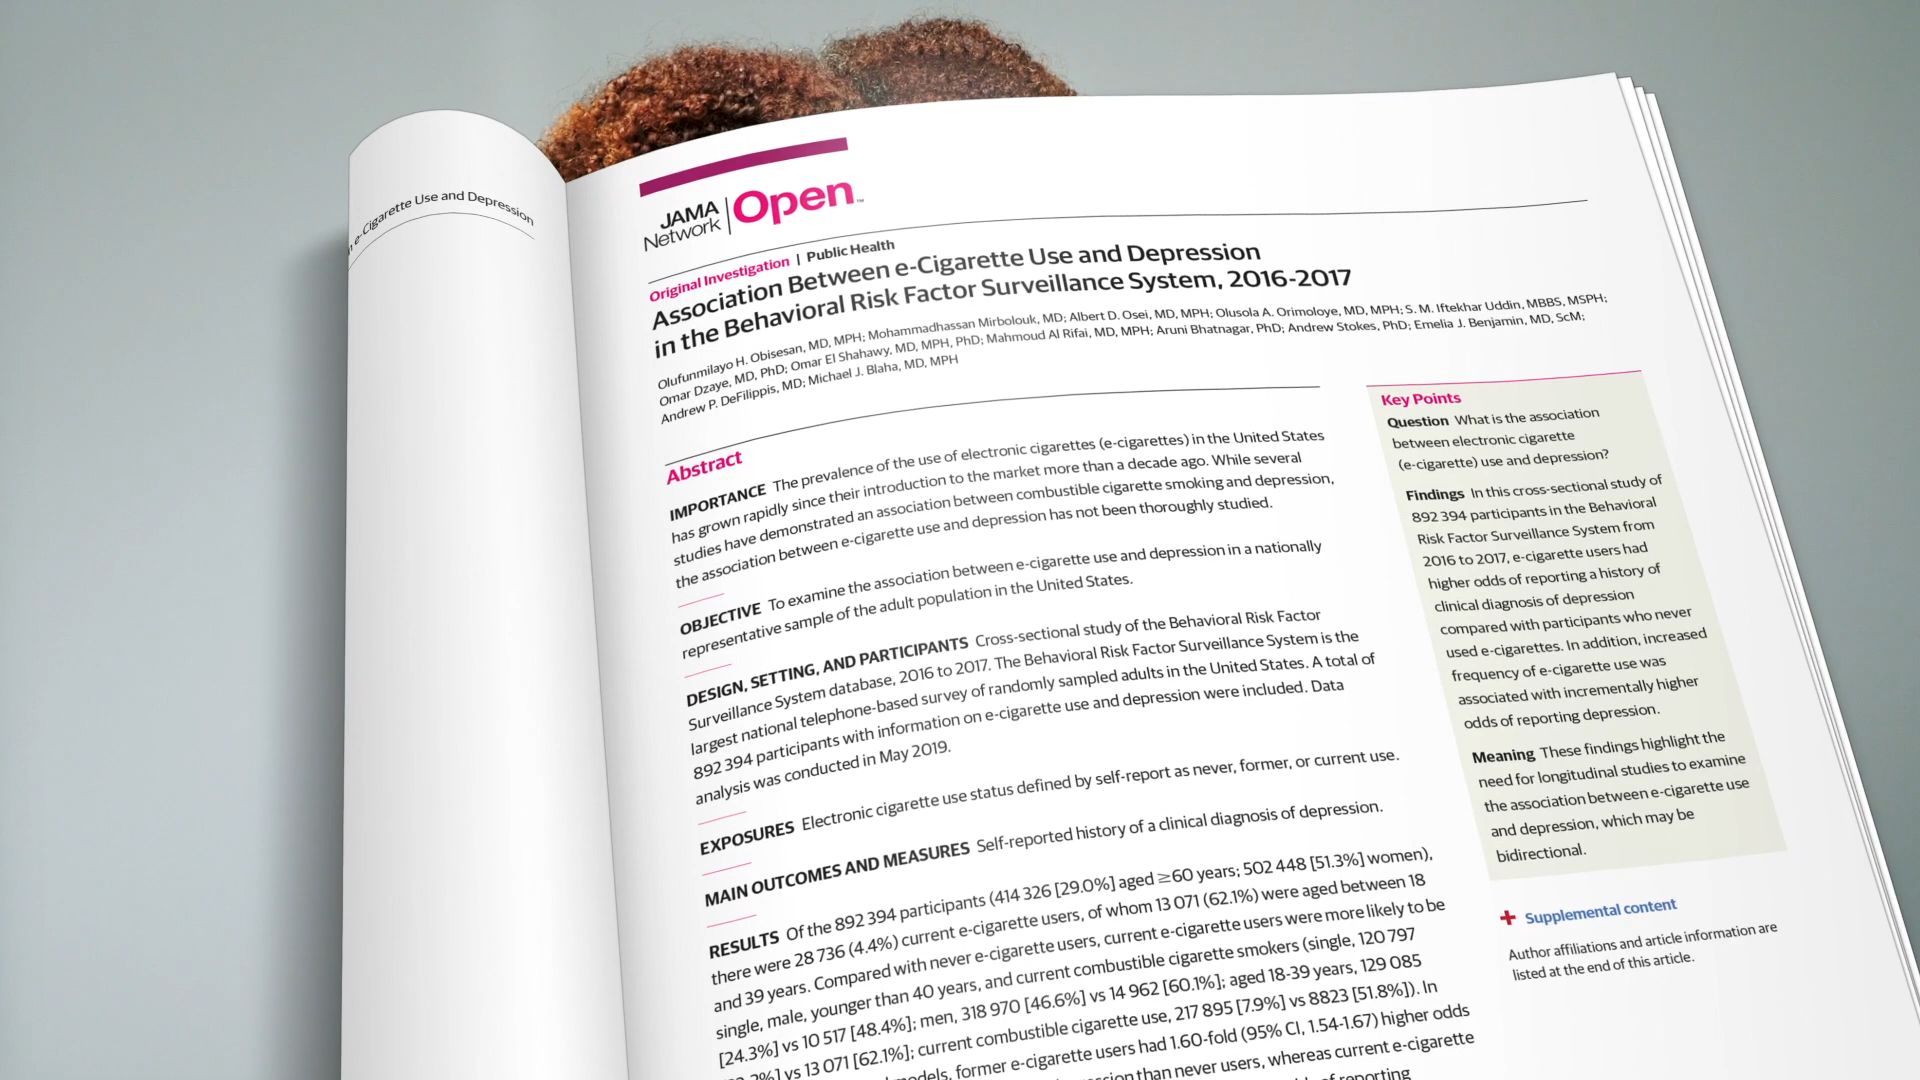 e-Cigarette Use and Depression
JAMA
Network
Open™
Original Investigation | Public Health
Association Between e-Cigarette Use and Depression
in the Behavioral Risk Factor Surveillance System, 2016-2017
Olufunmilayo H. Obisesan, MD, MPH; Mohammadhassan Mirbolouk, MD; Albert D. Osei, MD, MPH; Olusola A. Orimoloye, MD, MPH; S. M. Iftekhar Uddin, MBBS, MSPH;
Omar Dzaye, MD, PhD; Omar El Shahawy, MD, MPH, PhD; Mahmoud Al Rifai, MD, MPH; Aruni Bhatnagar, PhD; Andrew Stokes, PhD; Emelia J. Benjamin, MD, ScM;
Andrew P. DeFilippis, MD; Michael J. Blaha, MD, MPH
Abstract
IMPORTANCE The prevalence of the use of electronic cigarettes (e-cigarettes) in the United States
has grown rapidly since their introduction to the market more than a decade ago. While several
studies have demonstrated an association between combustible cigarette smoking and depression,
the association between e-cigarette use and depression has not been thoroughly studied.
OBJECTIVE To examine the association between e-cigarette use and depression in a nationally
representative sample of the adult population in the United States.
DESIGN, SETTING, AND PARTICIPANTS Cross-sectional study of the Behavioral Risk Factor
Surveillance System database, 2016 to 2017. The Behavioral Risk Factor Surveillance System is the
largest national telephone-based survey of randomly sampled adults in the United States. A total of
892 394 participants with information on e-cigarette use and depression were included. Data
analysis was conducted in May 2019.
EXPOSURES Electronic cigarette use status defined by self-report as never, former, or current use.
MAIN OUTCOMES AND MEASURES Self-reported history of a clinical diagnosis of depression.
RESULTS Of the 892 394 participants (414 326 [29.0%] aged ≥60 years; 502 448 [51.3%] women),
there were 28 736 (4.4%) current e-cigarette users, of whom 13 071 (62.1%) were aged between 18
and 39 years. Compared with never e-cigarette users, current e-cigarette users were more likely to be
single, male, younger than 40 years, and current combustible cigarette smokers (single, 120 797
[24.3%] vs 10 517 [48.4%]; men, 318 970 [46.6%] vs 14 962 [60.1%]; aged 18-39 years, 129 085
vs 13 071 [62.1%]; current combustible cigarette use, 217 895 [7.9%] vs 8823 [51.8%]). In
models, former e-cigarette users had 1.60-fold (95% CI, 1.54-1.67) higher odds
than never users, whereas current e-cigarette
of reporting
Key Points
Question What is the association
between electronic cigarette
(e-cigarette) use and depression?
Findings In this cross-sectional study of
892 394 participants in the Behavioral
Risk Factor Surveillance System from
2016 to 2017, e-cigarette users had
higher odds of reporting a history of
clinical diagnosis of depression
compared with participants who never
used e-cigarettes. In addition, increased
frequency of e-cigarette use was
associated with incrementally higher
odds of reporting depression.
Meaning These findings highlight the
need for longitudinal studies to examine
the association between e-cigarette use
and depression, which may be
bidirectional.
+ Supplemental content
Author affiliations and article information are
listed at the end of this article.